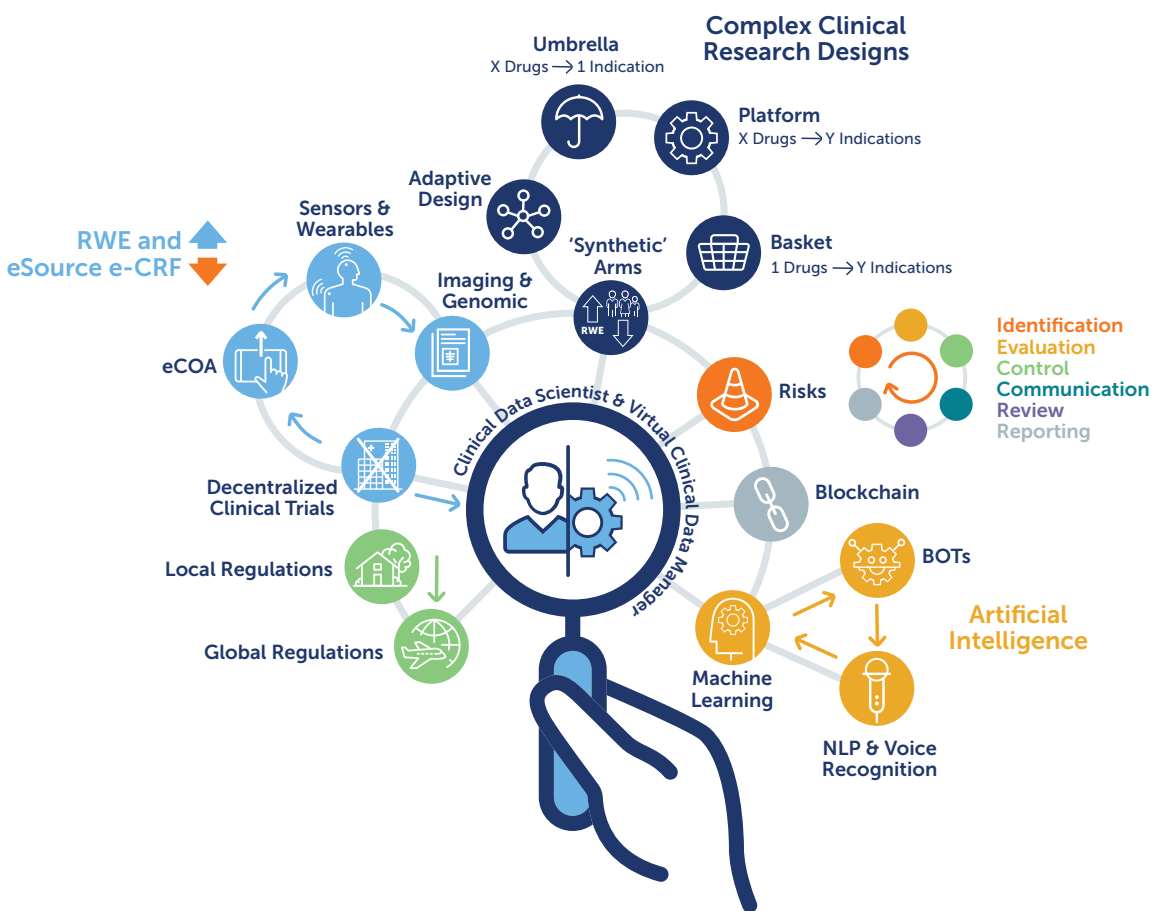 Complex Clinical
Research Designs
Umbrella
X Drugs → 1 Indication
Platform
X Drugs → Y Indications
Adaptive
Design
Sensors &
Wearables
RWE and
eSource e-CRF
'Synthetic'
Arms
RWE
Basket
1 Drugs → Y Indications
Imaging &
Genomic
eCOA
Risks
Identification
Evaluation
Control
Communication
Review
Reporting
Clinical Data Scientist & Virtual Clinical Data Manager
Decentralized
Clinical Trials
Blockchain
Local Regulations
BOTs
Global Regulations
Artificial
Intelligence
Machine
Learning
NLP & Voice
Recognition